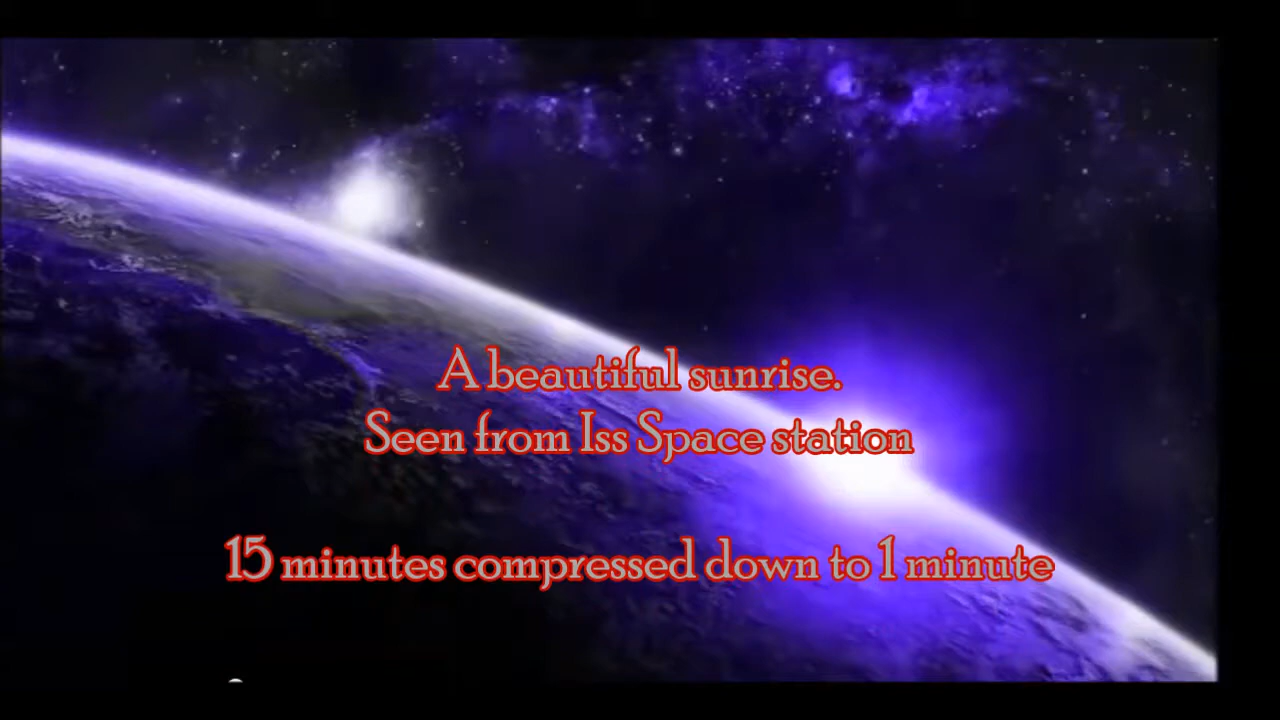 A beautiful sunrise.
Seen from Iss Space station
15 minutes compressed down to 1 minute